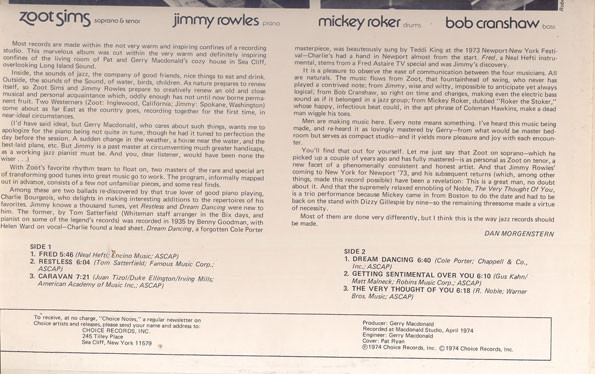 zoot sims soprano & tenor jimmy rowles piano mickey roker drums bob cranshaw bass
Most records are made within the not very warm and inspiring confines of a recording
studio. This marvelous album was cut within the very warm and definitely inspiring
confines of the living room of Pat and Gerry Macdonald's cozy house in Sea Cliff,
overlooking Long Island Sound.
Inside, the sounds of jazz, the company of good friends, nice things to eat and drink.
Outside, the sounds of the Sound, of water, birds, children. As nature prepares to renew
itself, so Zoot Sims and Jimmy Rowles prepare to creatively renew an old and close
musical and personal acquaintance which, oddly enough has not until now borne perma-
nent fruit. Two Westerners (Zoot: Inglewood, California; Jimmy: Spokane, Washington)
some about as far East as the country goes, recording together for the first time, in
near-ideal circumstances.
(I'd have said ideal, but Gerry Macdonald, who cares about such things, wants me to
apologize for the piano being not quite in tune, though he had it tuned to perfection the
day before the session. A sudden change in the weather, a house near the water, and the
best-laid plans, etc. But Jimmy is a past master at circumventing much greater handicaps,
as a working jazz pianist must be. And you, dear listener, would have been none the
wiser . . .)
With Zoot's favorite rhythm team to float on, two masters of the rare and special art
of transforming good tunes into great music go to work. The program, informally mapped
out in advance, consists of a few not unfamiliar pieces, and some real finds.
Among these are two ballads re-discovered by that true lover of good piano playing,
Charlie Bourgeois, who delights in making interesting additions to the repertoires of his
favorites. Jimmy knows a thousand tunes, yet Restless and Dream Dancing were new to
him. The former, by Tom Satterfield (Whiteman staff arranger in the Bix days, and
pianist on some of the legend's records) was recorded in 1935 by Benny Goodman, with
Helen Ward on vocal—Charlie found a lead sheet. Dream Dancing, a forgotten Cole Porter
masterpiece, was beauteously sung by Teddi King at the 1973 Newport-New York Festi-
val—Charlie's had a hand in Newport almost from the start. Fred, a Neal Hefti instru-
mental, stems from a Fred Astaire TV special and was Jimmy's discovery.
It is a pleasure to observe the ease of communication between the four musicians. All
are naturals. The music flows from Zoot, that fountainhead of swing, who never has
played a contrived note; from Jimmy, wise and witty, impossible to anticipate yet always
logical, from Bob Cranshaw, so right on time and changes, making even the electric bass
sound as if it belonged in a jazz group; from Mickey Roker, dubbed "Roker the Stoker,"
whose happy, infectious beat could, in the apt phrase of Coleman Hawkins, make a dead
man wiggle his toes.
Men are making music here. Every note means something. I've heard this music being
made, and re-heard it as lovingly mastered by Gerry—from what would be master bed-
room but serves as compact studio—and it yields more pleasure and joy with each encoun-
ter.
You'll find that out for yourself. Let me just say that Zoot on soprano—which he
picked up a couple of years ago and has fully mastered—is as personal as Zoot on tenor, a
new facet of a phenomenally consistent and honest artist. And that Jimmy Rowles'
coming to New York for Newport '73, and his subsequent returns (which, among other
things, made this record possible) have been a revelation: This is a great man, no doubt
about it. And that the supremely relaxed ennobling of Noble, The Very Thought Of You,
is a trio performance because Mickey came in from Boston to do the date and had to be
back on the stand with Dizzy Gillespie by nine—so the remaining threesome made a virtue
of necessity.
Most of them are done very differently, but I think this is the way jazz records should
be made.
DAN MORGENSTERN
SIDE 1
1. FRED 5:46 (Neal Hefti; Encino Music; ASCAP)
2. RESTLESS 6:04 (Tom Satterfield; Famous Music Corp.;
ASCAP)
3. CARAVAN 7:21 (Juan Tizol/Duke Ellington/Irving Mills;
American Academy of Music Inc.; ASCAP)
SIDE 2
1. DREAM DANCING 6:40 (Cole Porter; Chappell & Co.,
Inc.; ASCAP)
2. GETTING SENTIMENTAL OVER YOU 6:10 (Gus Kahn/
Matt Malneck; Robins Music Corp.; ASCAP)
3. THE VERY THOUGHT OF YOU 6:18 (R. Noble; Warner
Bros, Music; ASCAP)
To receive, at no charge, "Choice Notes," a regular newsletter on
Choice artists and releases, please send your name and address to:
CHOICE RECORDS, INC.
245 Tilley Place
Sea Cliff, New York 11579
Producer: Gerry Macdonald
Recorded at Macdonald Studio, April 1974
Engineer: Gerry Macdonald
Cover: Pat Ryan
℗1974 Choice Records, Inc. ©1974 Choice Records, Inc.